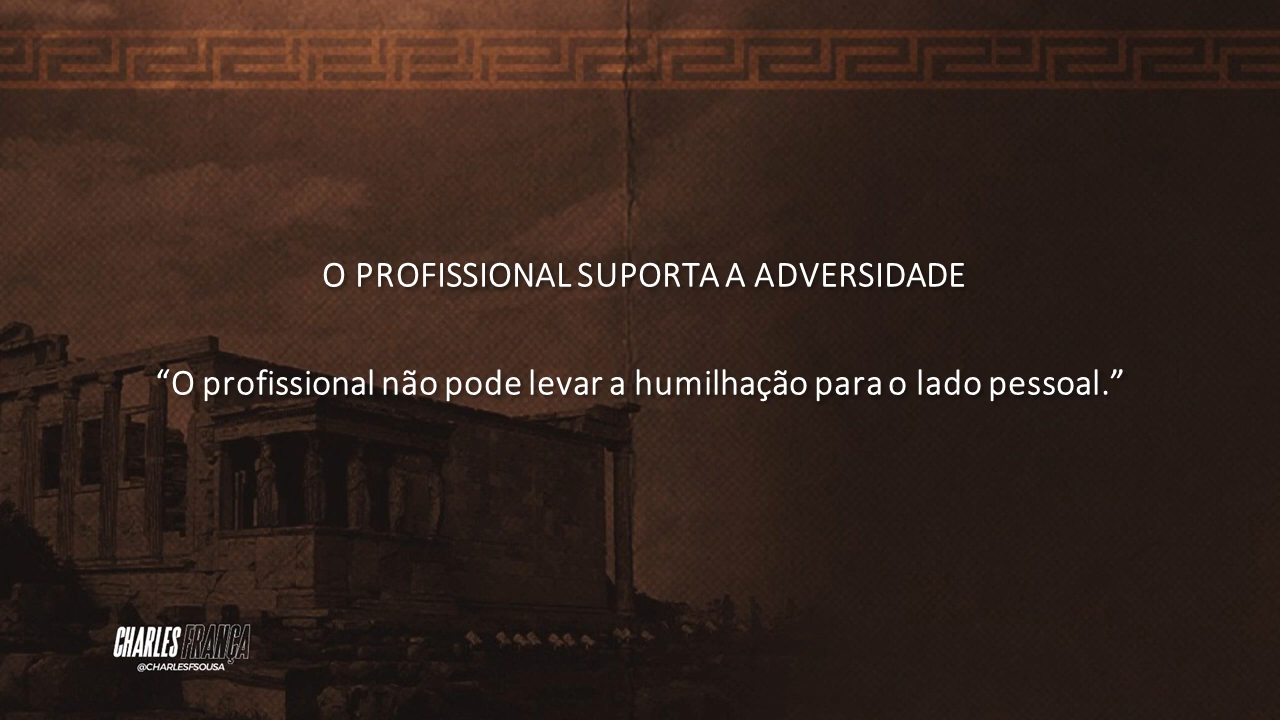 O PROFISSIONAL SUPORTA A ADVERSIDADE
“O profissional não pode levar a humilhação para o lado pessoal.”
CHARLES FRANÇA
@CHARLESFSOUSA